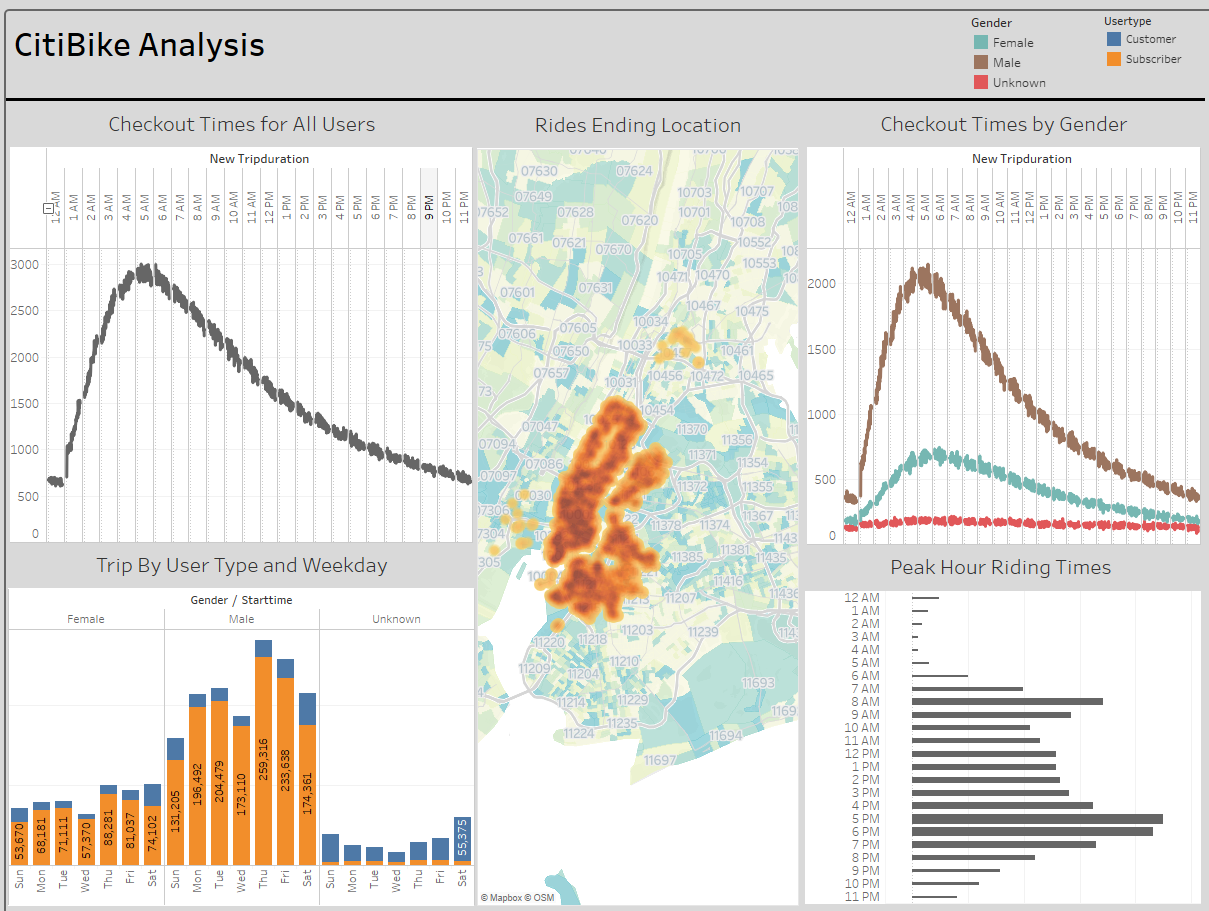 CitiBike Analysis
Gender
Female
Male
Unknown
Usertype
Customer
Subscriber
Checkout Times for All Users
New Tripduration
12 AM
1 AM
2 AM
3 AM
4 AM
5 AM
6 AM
7 AM
8 AM
9 AM
10 AM
11 AM
12 PM
1 PM
2 PM
3 PM
4 PM
5 PM
6 PM
7 PM
8 PM
9 PM
10 PM
11 PM
3000
2500
2000
1500
1000
500
0
Rides Ending Location
07630
07624
07649
10703
10707
07652
07628
07620
10701
10708
07661
07621
07670
10705
10552
10553
10471
10470
07601
07631
10467
10475
07606
07605
10034
07650
10033
10461
07657
10456
10472
10465
10031
10454
07047
11370
11356
07094
07086
11371
11354
07097
11372
11355
11367
11378
11374
11385
11381
11416
11207
11203
11239
11220
11218
11209
11204
11210
11693
11214
11229
11235
11224
11694
11697
© Mapbox © OSM
Checkout Times by Gender
New Tripduration
12 AM
1 AM
2 AM
3 AM
4 AM
5 AM
6 AM
7 AM
8 AM
9 AM
10 AM
11 AM
12 PM
1 PM
2 PM
3 PM
4 PM
5 PM
6 PM
7 PM
8 PM
9 PM
10 PM
11 PM
2000
1500
1000
500
0
Trip By User Type and Weekday
Gender / Starttime
Female
Male
Unknown
53,670
68,181
71,111
57,370
88,281
81,037
74,102
131,205
196,492
204,479
173,110
259,316
233,638
174,361
55,375
Sun
Mon
Tue
Wed
Thu
Fri
Sat
Sun
Mon
Tue
Wed
Thu
Fri
Sat
Sun
Mon
Tue
Wed
Thu
Fri
Sat
Peak Hour Riding Times
12 AM
1 AM
2 AM
3 AM
4 AM
5 AM
6 AM
7 AM
8 AM
9 AM
10 AM
11 AM
12 PM
1 PM
2 PM
3 PM
4 PM
5 PM
6 PM
7 PM
8 PM
9 PM
10 PM
11 PM